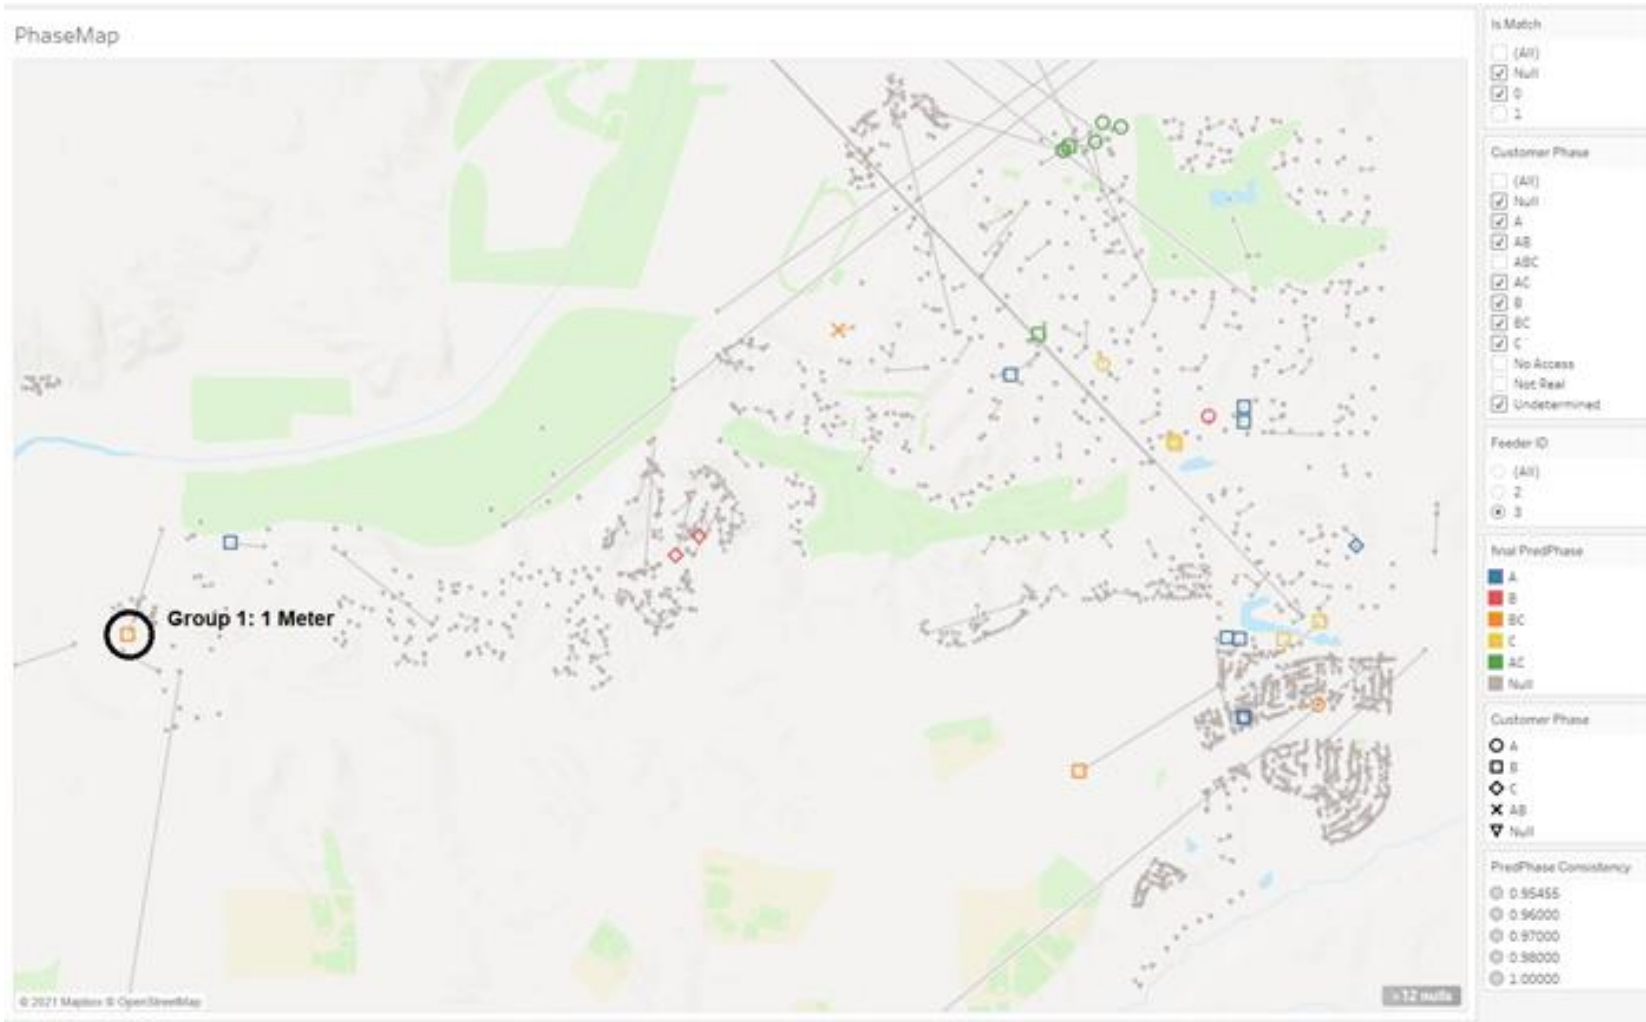 PhaseMap
Group 1: 1 Meter
© 2021 Mapbox © OpenStreetMap
>12 nulls
Is Match
(All)
Null
0
1
Customer Phase
(All)
Null
A
AB
ABC
AC
B
BC
C
No Access
Not Real
Undetermined
Feeder ID
(All)
2
3
final PredPhase
A
B
BC
C
AC
Null
Customer Phase
A
B
C
AB
Null
PredPhase Consistency
0.95455
0.96000
0.97000
0.98000
1.00000